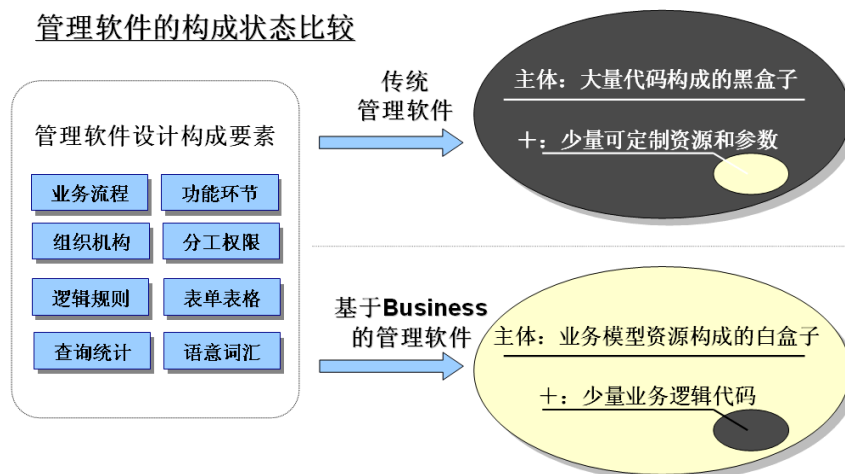 管理软件的构成状态比较
管理软件设计构成要素
业务流程
功能环节
组织机构
分工权限
逻辑规则
表单表格
查询统计
语意词汇
传统
管理软件
主体：大量代码构成的黑盒子
＋：少量可定制资源和参数
基于Business
的管理软件
主体：业务模型资源构成的白盒子
＋：少量业务逻辑代码